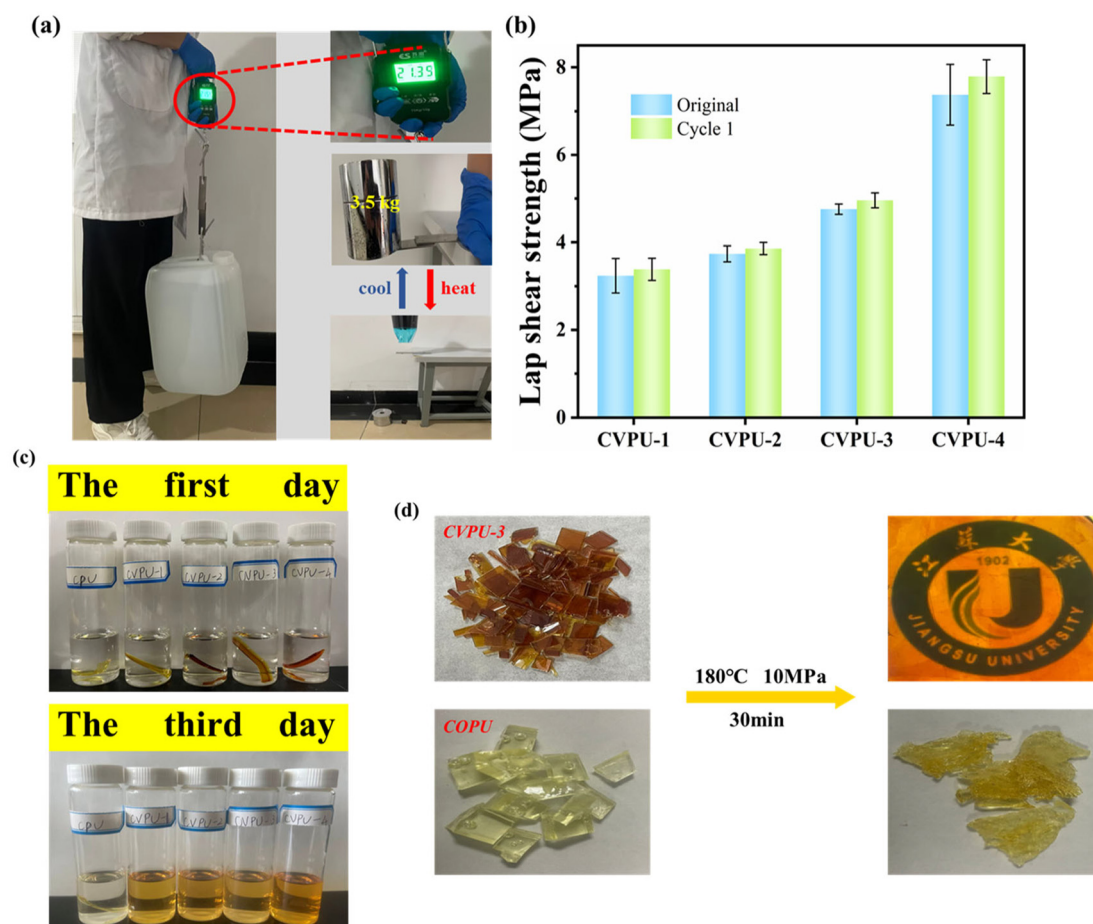 (a)
21.35
3.5 kg
cool
heat
(b)
Lap shear strength (MPa)
8
6
4
2
0
Original
Cycle 1
CVPU-1
CVPU-2
CVPU-3
CVPU-4
(c)
The first day
CPU
CVPU-1
CVPU-2
CVPU-3
CVPU-4
The third day
CPU
CVPU-1
CVPU-2
CVPU-3
COPU-4
(d)
CVPU-3
COPU
180℃ 10MPa
30min
江苏大学
1902
JIANGSU UNIVERSITY